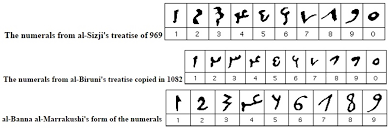 The numerals from al-Sizji's treatise of 969
1 2 3 4 5 6 7 8 9 0
The numerals from al-Biruni's treatise copied in 1082
1 2 3 4 5 6 7 8 9 0
al-Banna al-Marrakushi's form of the numerals
1 2 3 4 5 6 7 8 9